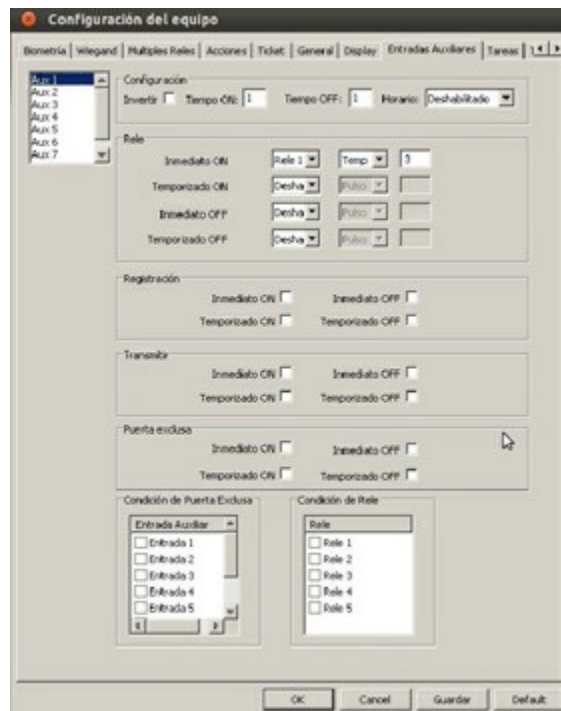 Configuración del equipo
Biometría Wiegand Multiples Reles Acciones Ticket General Display Entradas Auxiliares Tareas
Aux 1
Aux 2
Aux 3
Aux 4
Aux 5
Aux 6
Aux 7
Configuración
Invertir Tiempo ON: 1 Tiempo OFF: 1 Horario: Deshabilitado
Rele
Inmediato ON Rele 1 Temp 3
Temporizado ON Desha Pulso
Inmediato OFF Desha Pulso
Temporizado OFF Desha Pulso
Registración
Inmediato ON Inmediato OFF
Temporizado ON Temporizado OFF
Transmitir
Inmediato ON Inmediato OFF
Temporizado ON Temporizado OFF
Puerta exclusa
Inmediato ON Inmediato OFF
Temporizado ON Temporizado OFF
Condición de Puerta Exclusa
Entrada Auxiliar
Entrada 1
Entrada 2
Entrada 3
Entrada 4
Entrada 5
Condición de Rele
Rele
Rele 1
Rele 2
Rele 3
Rele 4
Rele 5
OK Cancel Guardar Default